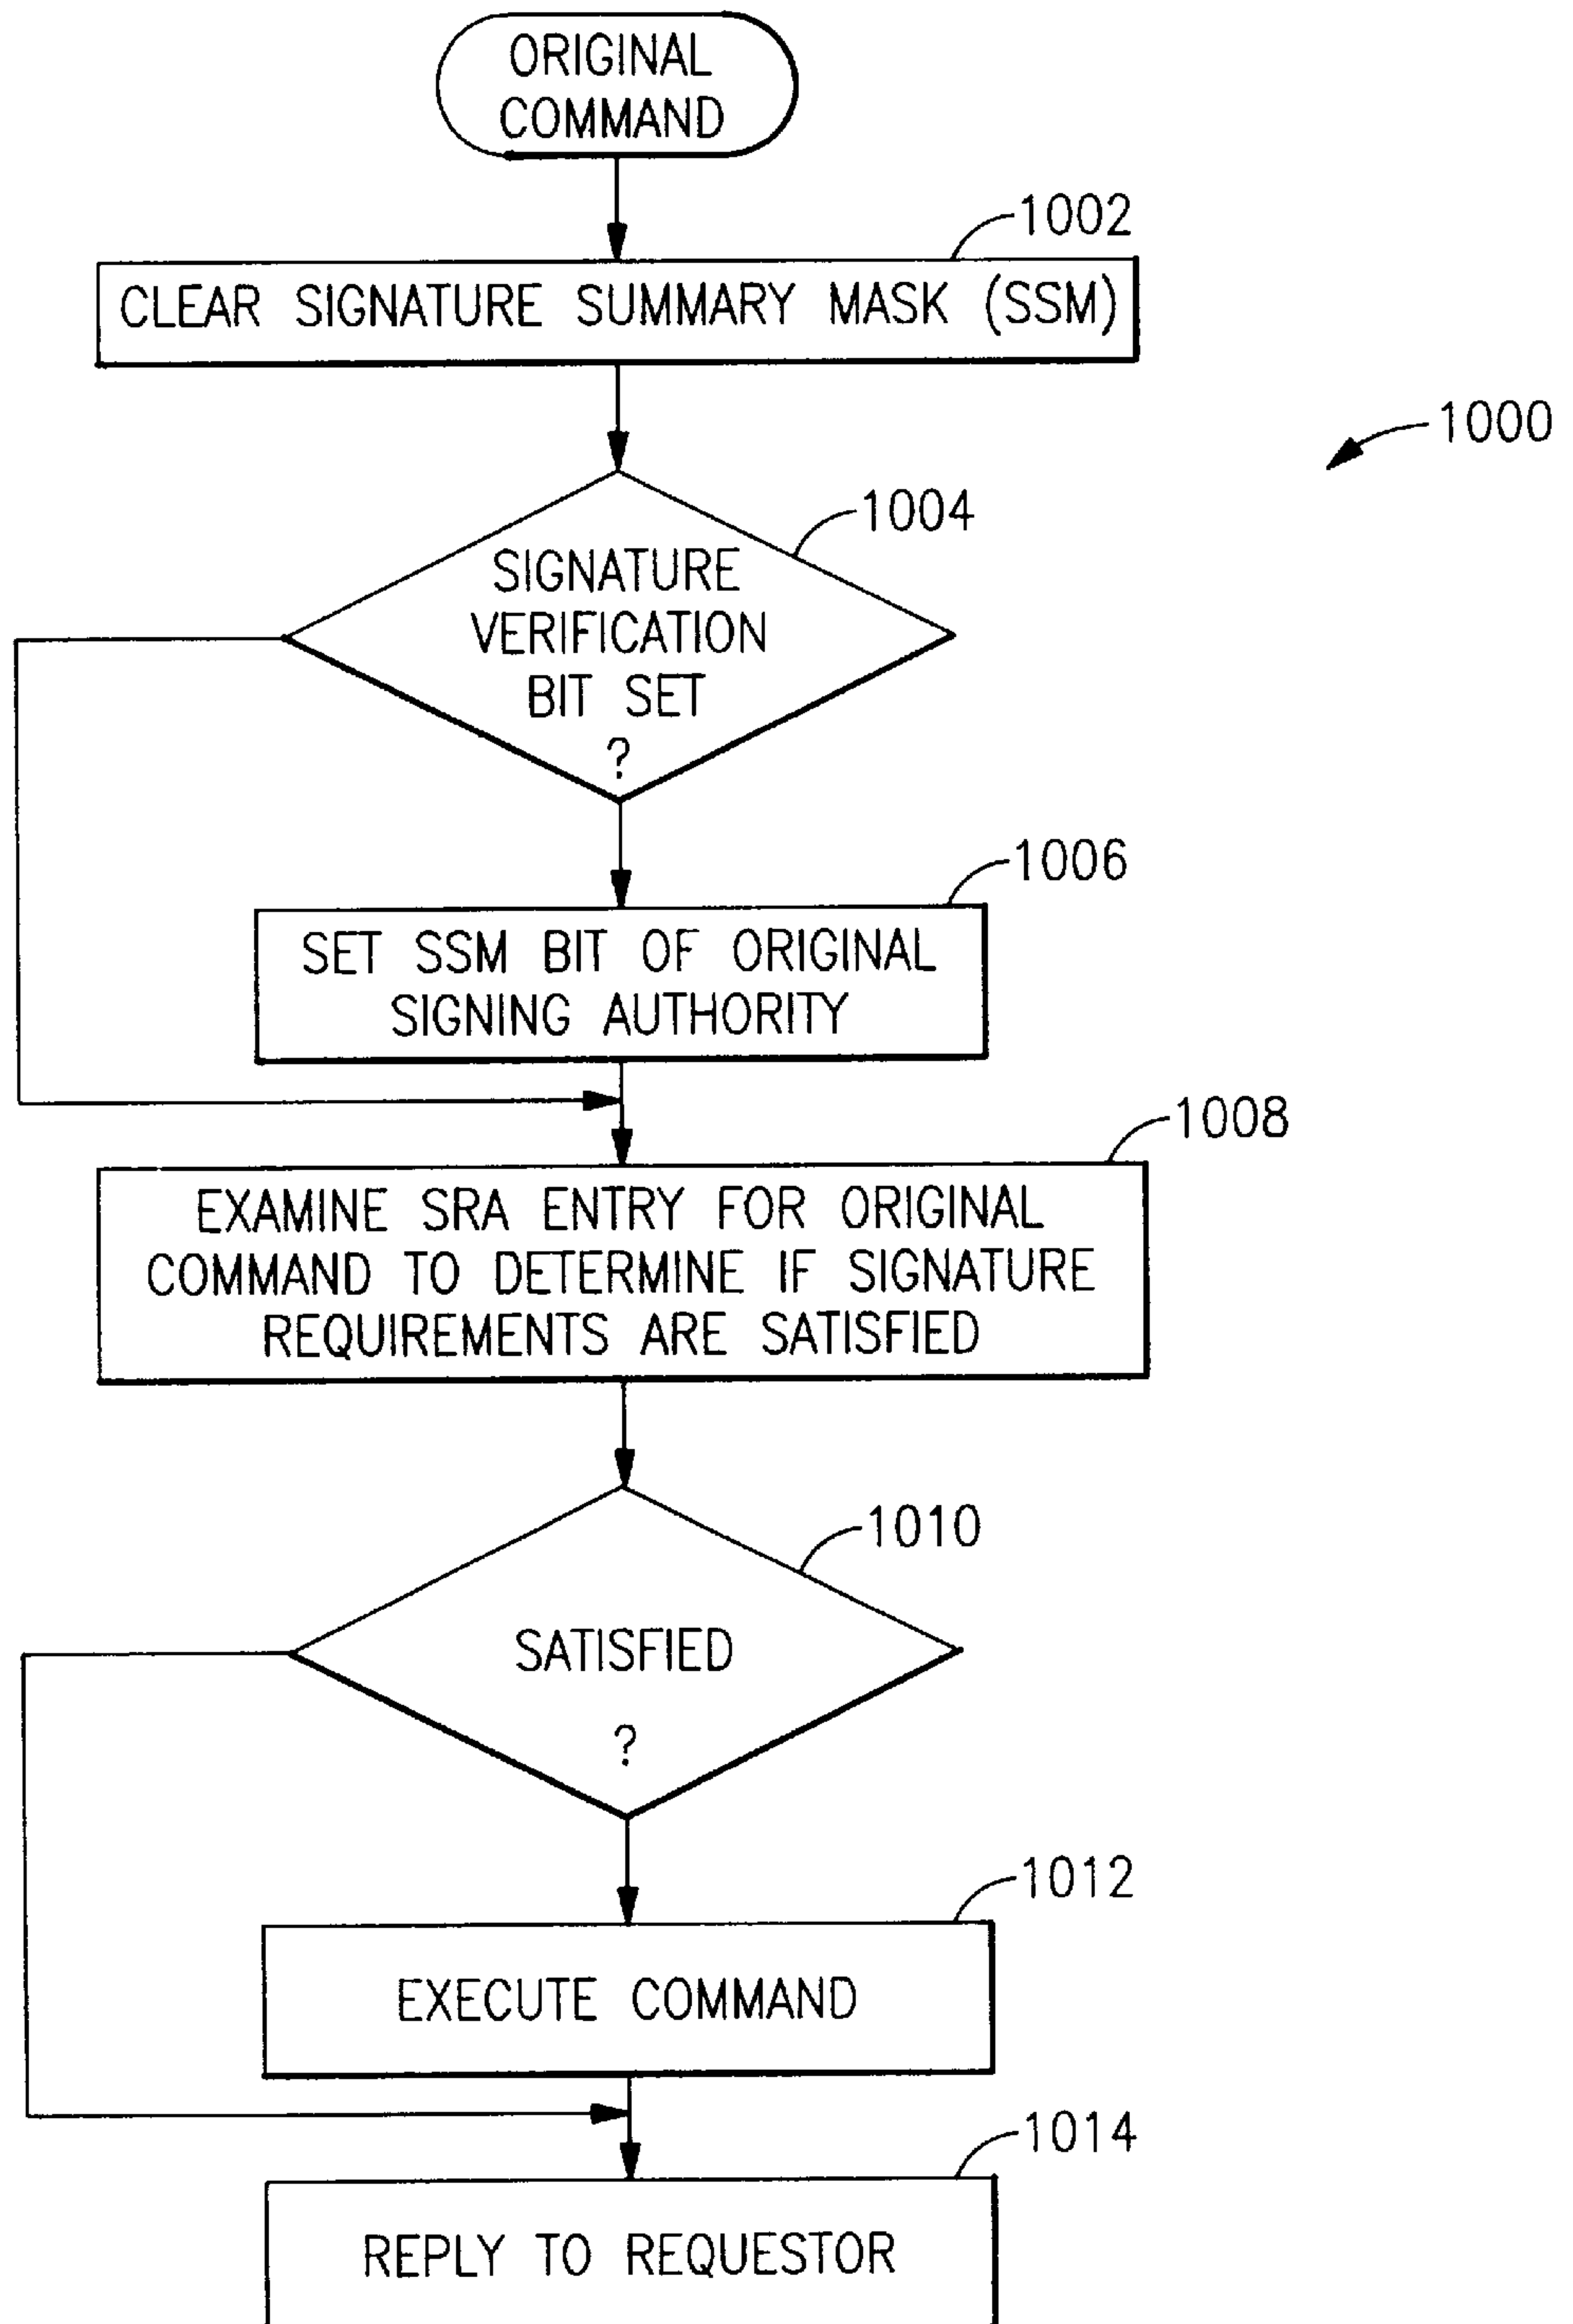 ORIGINAL
COMMAND
1002
CLEAR SIGNATURE SUMMARY MASK (SSM)
1000
1004
SIGNATURE
VERIFICATION
BIT SET
?
1006
SET SSM BIT OF ORIGINAL
SIGNING AUTHORITY
1008
EXAMINE SRA ENTRY FOR ORIGINAL
COMMAND TO DETERMINE IF SIGNATURE
REQUIREMENTS ARE SATISFIED
1010
SATISFIED
?
1012
EXECUTE COMMAND
1014
REPLY TO REQUESTOR